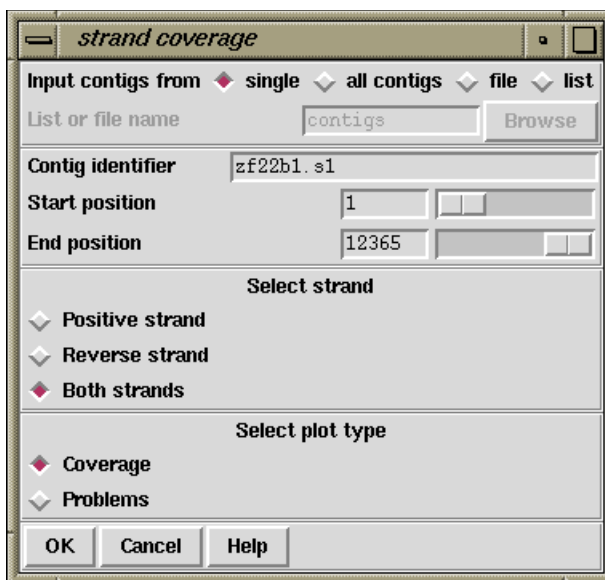 strand coverage
Input contigs from single all contigs file list
List or file name contigs Browse
Contig identifier zf22b1.s1
Start position 1
End position 12365
Select strand
Positive strand
Reverse strand
Both strands
Select plot type
Coverage
Problems
OK Cancel Help